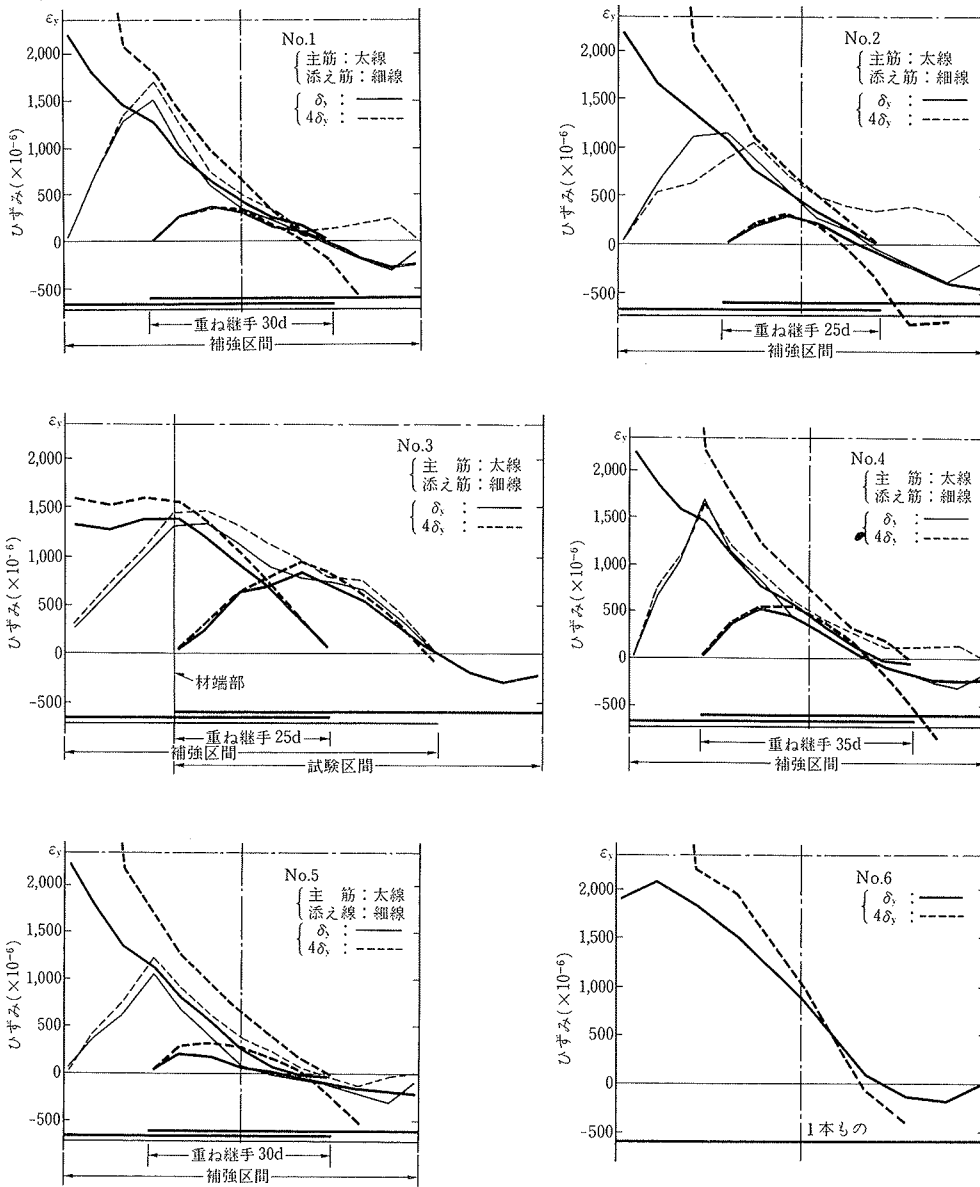 εy
2,000
1,500
1,000
500
0
-500
ひずみ(×10⁻⁶)
No.1
主筋：太線
添え筋：細線
δy ：
4δy ：
重ね継手 30d
補強区間
εy
2,000
1,500
1,000
500
0
-500
ひずみ(×10⁻⁶)
No.2
主筋：太線
添え筋：細線
δy ：
4δy ：
重ね継手 25d
補強区間
εy
2,000
1,500
1,000
500
0
-500
ひずみ(×10⁻⁶)
No.3
主 筋：太線
添え筋：細線
δy ：
4δy ：
材端部
重ね継手 25d
補強区間
試験区間
εy
2,000
1,500
1,000
500
0
-500
ひずみ(×10⁻⁶)
No.4
主 筋：太線
添え筋：細線
δy ：
4δy ：
重ね継手 35d
補強区間
εy
2,000
1,500
1,000
500
0
-500
ひずみ(×10⁻⁶)
No.5
主 筋：太線
添え線：細線
δy ：
4δy ：
重ね継手 30d
補強区間
εy
2,000
1,500
1,000
500
0
-500
ひずみ(×10⁻⁶)
No.6
δy ：
4δy ：
1本もの